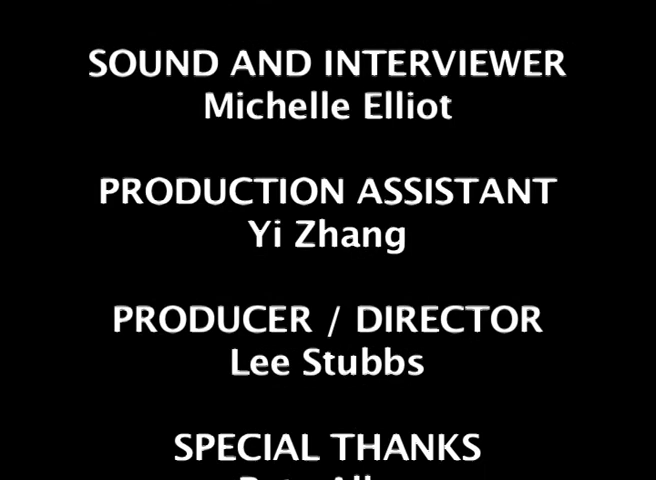 SOUND AND INTERVIEWER
Michelle Elliot
PRODUCTION ASSISTANT
Yi Zhang
PRODUCER / DIRECTOR
Lee Stubbs
SPECIAL THANKS